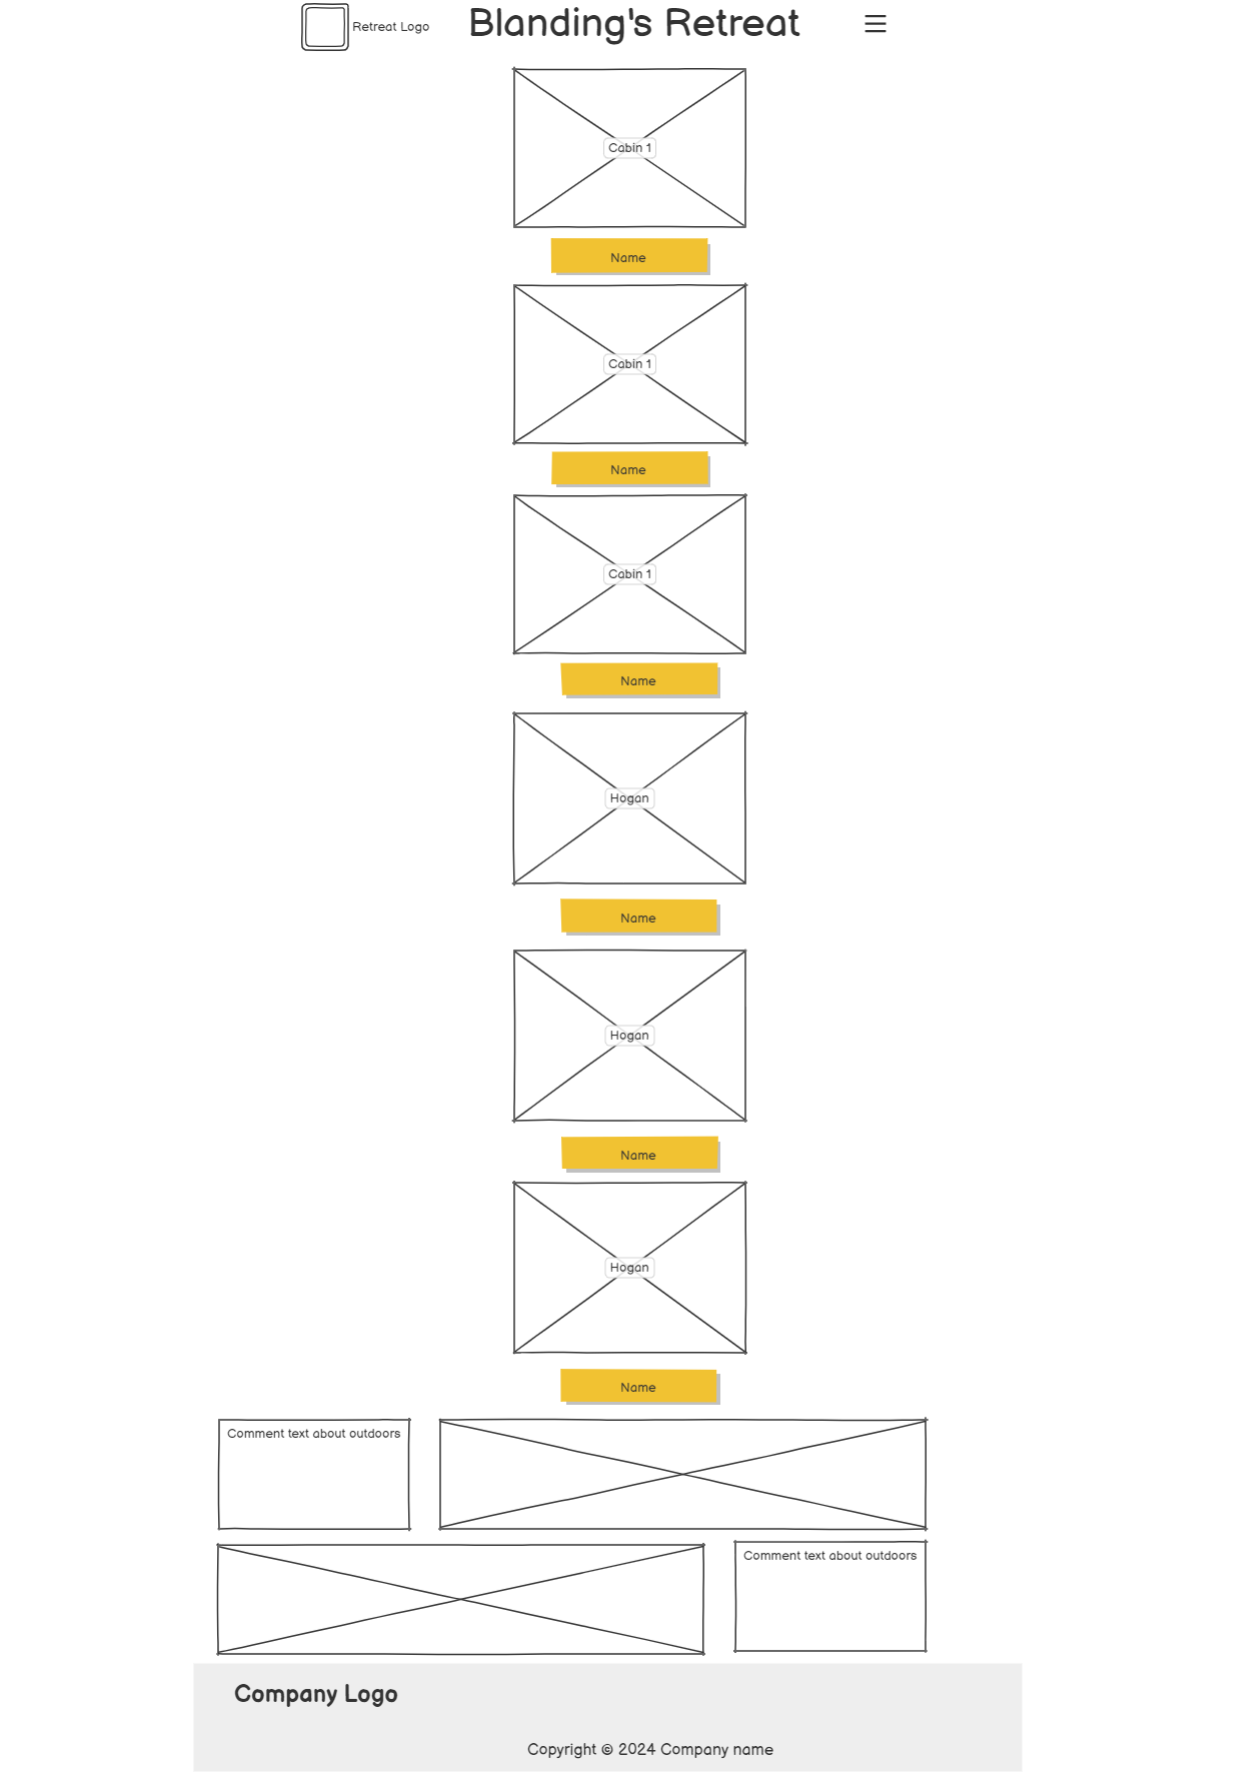 Retreat Logo
Blanding's Retreat
Cabin 1
Name
Cabin 1
Name
Cabin 1
Name
Hogan
Name
Hogan
Name
Hogan
Name
Comment text about outdoors
Comment text about outdoors
Company Logo
Copyright © 2024 Company name